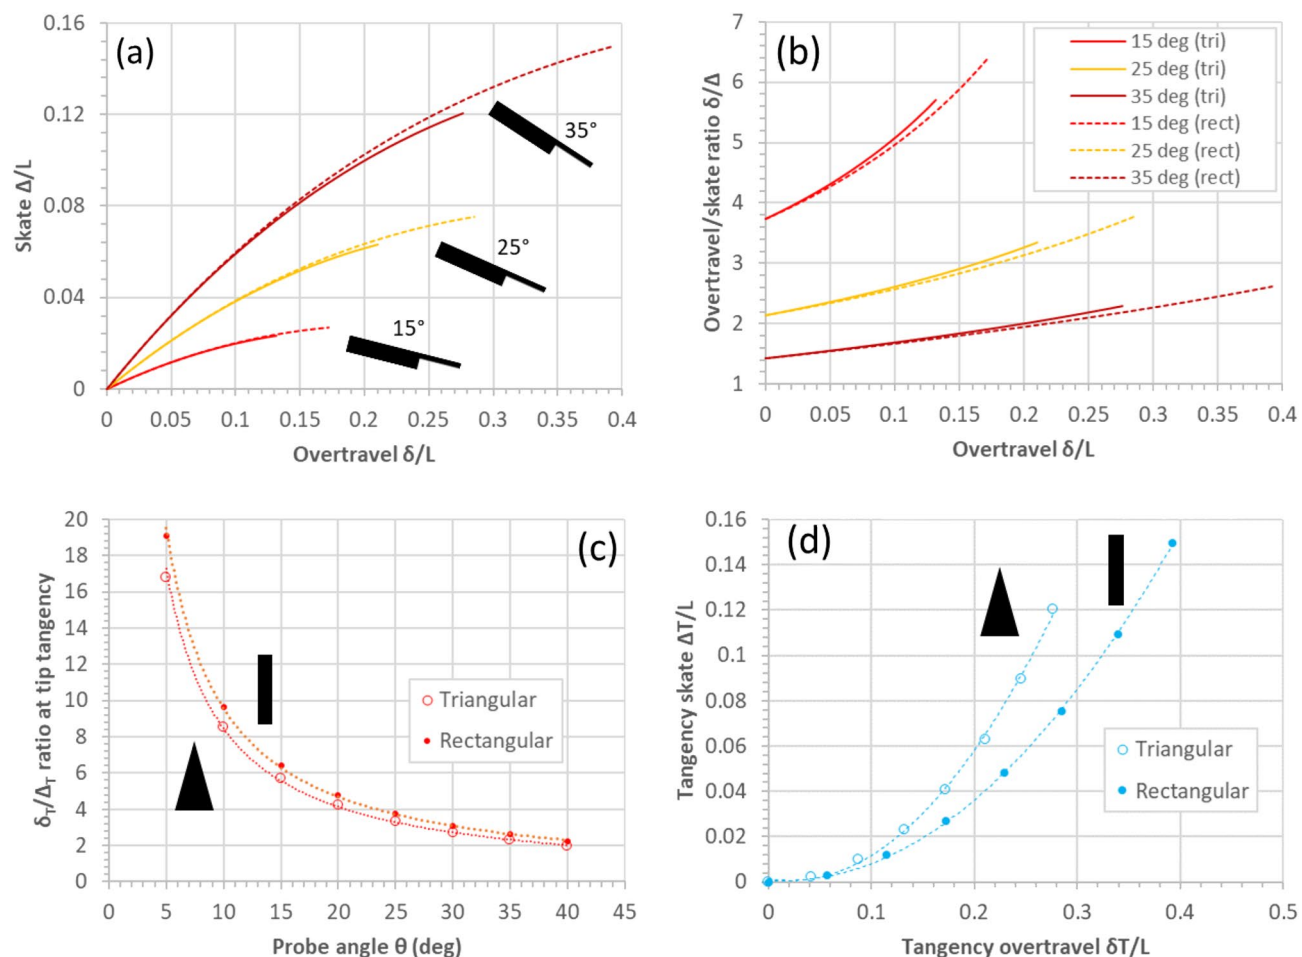 (a)
0.16
0.12
0.08
0.04
0
Skate Δ/L
35°
25°
15°
0 0.05 0.1 0.15 0.2 0.25 0.3 0.35 0.4
Overtravel δ/L
(b)
7
6
5
4
3
2
1
Overtravel/skate ratio δ/Δ
15 deg (tri)
25 deg (tri)
35 deg (tri)
15 deg (rect)
25 deg (rect)
35 deg (rect)
0 0.05 0.1 0.15 0.2 0.25 0.3 0.35 0.4
Overtravel δ/L
(c)
20
18
16
14
12
10
8
6
4
2
0
δT/ΔT ratio at tip tangency
Triangular
Rectangular
0 5 10 15 20 25 30 35 40 45
Probe angle θ (deg)
(d)
0.16
0.14
0.12
0.1
0.08
0.06
0.04
0.02
0
Tangency skate ΔT/L
Triangular
Rectangular
0 0.1 0.2 0.3 0.4 0.5
Tangency overtravel δT/L